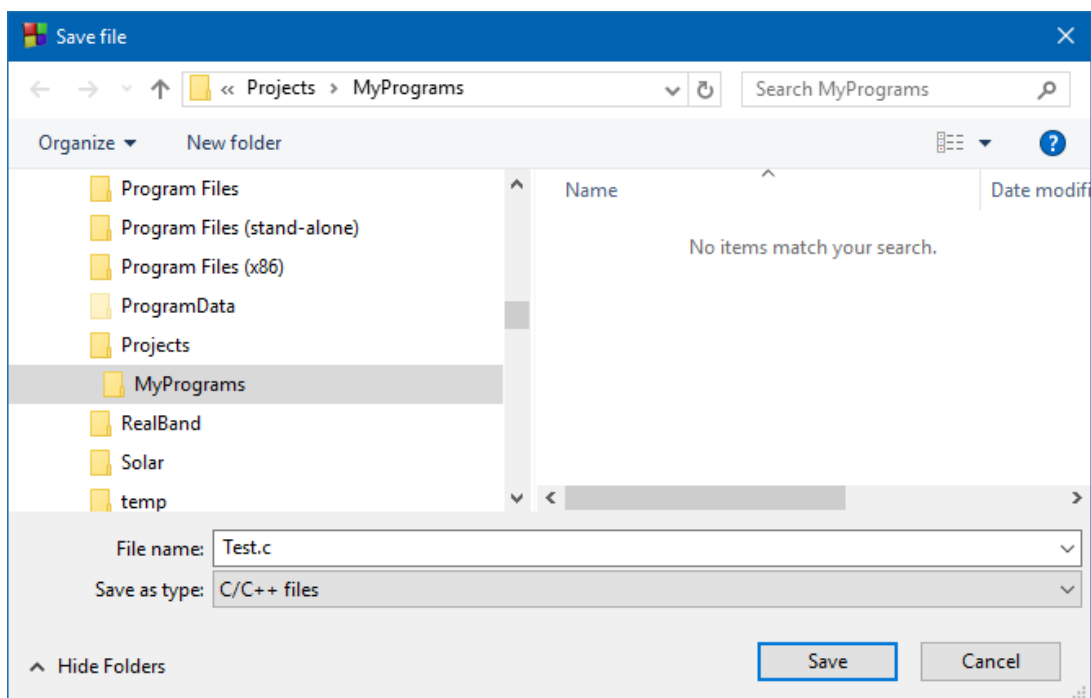 Save file
« Projects > MyPrograms
Search MyPrograms
Organize
New folder
?
Program Files
Program Files (stand-alone)
Program Files (x86)
ProgramData
Projects
MyPrograms
RealBand
Solar
temp
Name
Date modifi
No items match your search.
File name: Test.c
Save as type: C/C++ files
Hide Folders
Save
Cancel